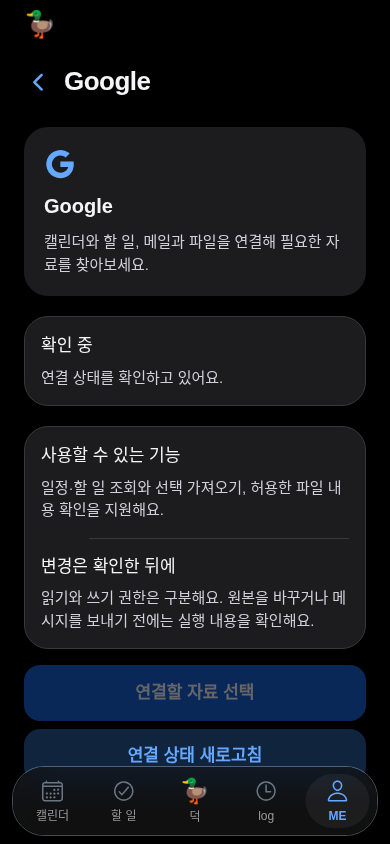 Google
Google
캘린더와 할 일, 메일과 파일을 연결해 필요한 자
료를 찾아보세요.
확인 중
연결 상태를 확인하고 있어요.
사용할 수 있는 기능
일정·할 일 조회와 선택 가져오기, 허용한 파일 내
용 확인을 지원해요.
변경은 확인한 뒤에
읽기와 쓰기 권한은 구분해요. 원본을 바꾸거나 메
시지를 보내기 전에는 실행 내용을 확인해요.
연결할 자료 선택
연결 상태 새로고침
캘린더
할 일
덕
log
ME